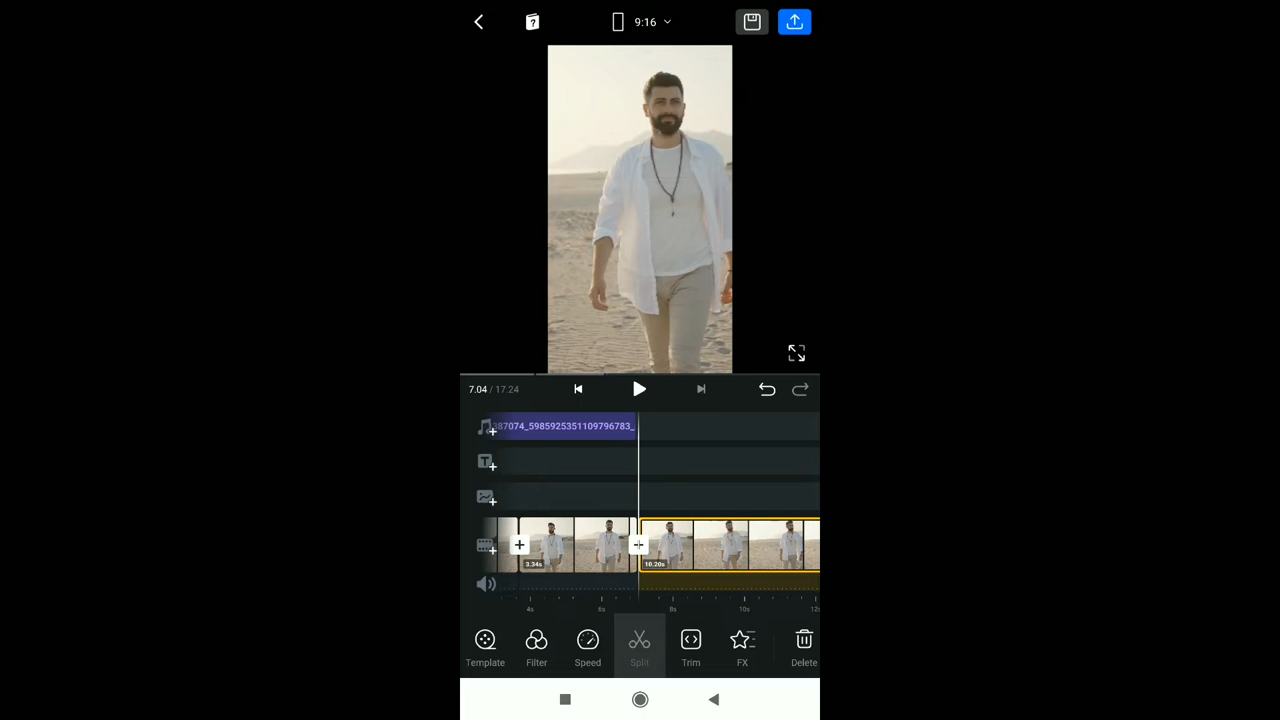 9:16
7.04 / 17.24
387074_5985925351109796783_
3.34s
10.20s
4s 6s 8s 10s 12s
Template Filter Speed Split Trim FX Delete